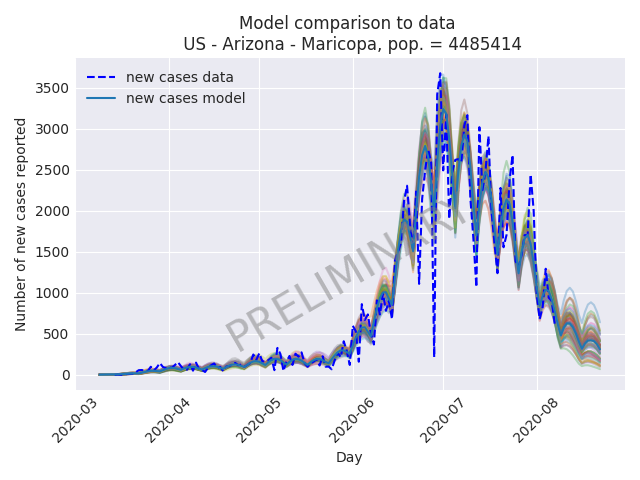 Model comparison to data
US - Arizona - Maricopa, pop. = 4485414
new cases data
new cases model
Number of new cases reported
3500
3000
2500
2000
1500
1000
500
0
PRELIMINARY
2020-03
2020-04
2020-05
2020-06
2020-07
2020-08
Day